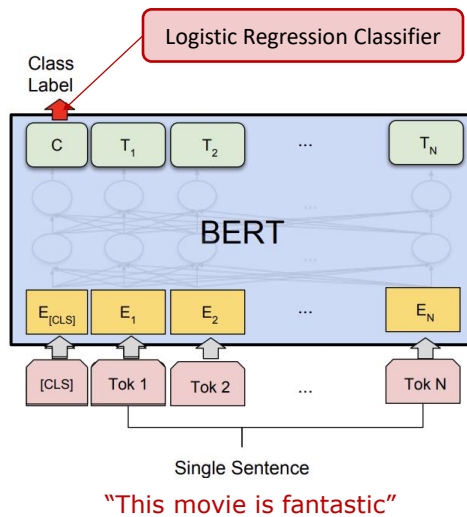 Logistic Regression Classifier
Class
Label
C T1 T2 ... TN
...
BERT
...
E[CLS] E1 E2 ... EN
[CLS] Tok 1 Tok 2 ... Tok N
Single Sentence
“This movie is fantastic”